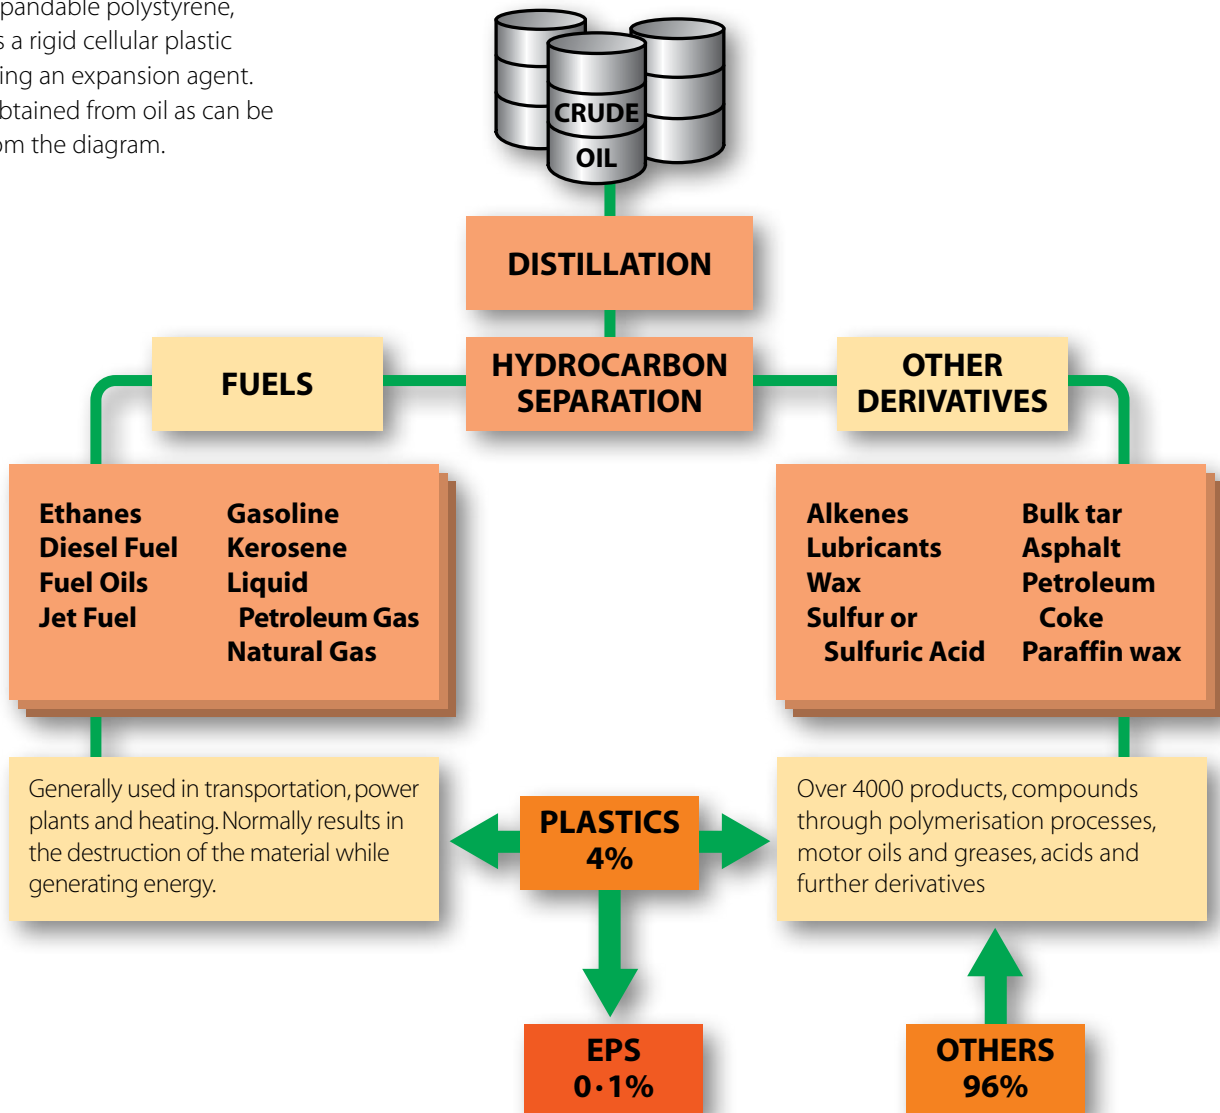 pandable polystyrene,
s a rigid cellular plastic
ing an expansion agent.
btained from oil as can be
om the diagram.
CRUDE
OIL
DISTILLATION
HYDROCARBON
SEPARATION
FUELS
OTHER
DERIVATIVES
Ethanes
Diesel Fuel
Fuel Oils
Jet Fuel
Gasoline
Kerosene
Liquid
Petroleum Gas
Natural Gas
Alkenes
Lubricants
Wax
Sulfur or
Sulfuric Acid
Bulk tar
Asphalt
Petroleum
Coke
Paraffin wax
Generally used in transportation, power
plants and heating. Normally results in
the destruction of the material while
generating energy.
PLASTICS
4%
Over 4000 products, compounds
through polymerisation processes,
motor oils and greases, acids and
further derivatives
EPS
0·1%
OTHERS
96%